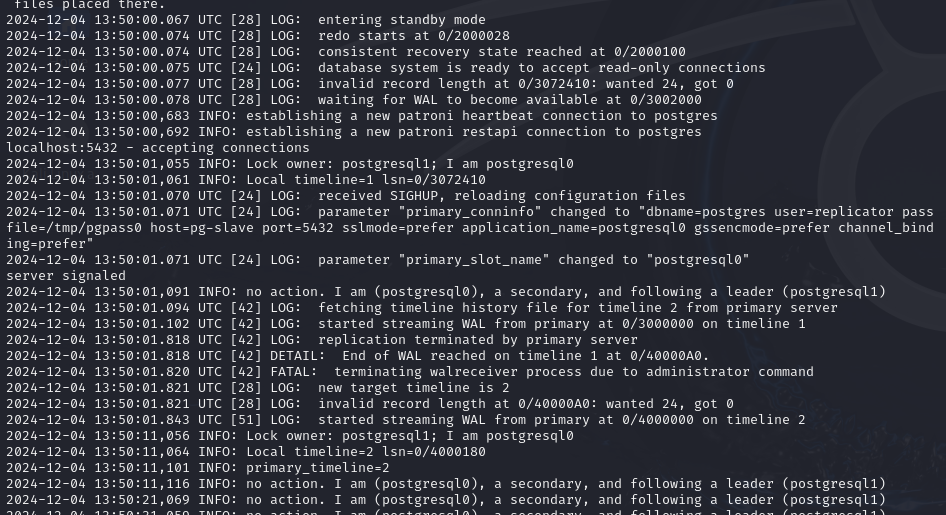 files placed there.
2024-12-04 13:50:00.067 UTC [28] LOG:  entering standby mode
2024-12-04 13:50:00.074 UTC [28] LOG:  redo starts at 0/2000028
2024-12-04 13:50:00.074 UTC [28] LOG:  consistent recovery state reached at 0/2000100
2024-12-04 13:50:00.075 UTC [24] LOG:  database system is ready to accept read-only connections
2024-12-04 13:50:00.077 UTC [28] LOG:  invalid record length at 0/3072410: wanted 24, got 0
2024-12-04 13:50:00.078 UTC [28] LOG:  waiting for WAL to become available at 0/3002000
2024-12-04 13:50:00,683 INFO: establishing a new patroni heartbeat connection to postgres
2024-12-04 13:50:00,692 INFO: establishing a new patroni restapi connection to postgres
localhost:5432 - accepting connections
2024-12-04 13:50:01,055 INFO: Lock owner: postgresql1; I am postgresql0
2024-12-04 13:50:01,061 INFO: Local timeline=1 lsn=0/3072410
2024-12-04 13:50:01.070 UTC [24] LOG:  received SIGHUP, reloading configuration files
2024-12-04 13:50:01.071 UTC [24] LOG:  parameter "primary_conninfo" changed to "dbname=postgres user=replicator pass
file=/tmp/pgpass0 host=pg-slave port=5432 sslmode=prefer application_name=postgresql0 gssencmode=prefer channel_bind
ing=prefer"
2024-12-04 13:50:01.071 UTC [24] LOG:  parameter "primary_slot_name" changed to "postgresql0"
server signaled
2024-12-04 13:50:01,091 INFO: no action. I am (postgresql0), a secondary, and following a leader (postgresql1)
2024-12-04 13:50:01.094 UTC [42] LOG:  fetching timeline history file for timeline 2 from primary server
2024-12-04 13:50:01.102 UTC [42] LOG:  started streaming WAL from primary at 0/3000000 on timeline 1
2024-12-04 13:50:01.818 UTC [42] LOG:  replication terminated by primary server
2024-12-04 13:50:01.818 UTC [42] DETAIL:  End of WAL reached on timeline 1 at 0/40000A0.
2024-12-04 13:50:01.820 UTC [42] FATAL:  terminating walreceiver process due to administrator command
2024-12-04 13:50:01.821 UTC [28] LOG:  new target timeline is 2
2024-12-04 13:50:01.821 UTC [28] LOG:  invalid record length at 0/40000A0: wanted 24, got 0
2024-12-04 13:50:01.843 UTC [51] LOG:  started streaming WAL from primary at 0/4000000 on timeline 2
2024-12-04 13:50:11,056 INFO: Lock owner: postgresql1; I am postgresql0
2024-12-04 13:50:11,064 INFO: Local timeline=2 lsn=0/4000180
2024-12-04 13:50:11,101 INFO: primary_timeline=2
2024-12-04 13:50:11,116 INFO: no action. I am (postgresql0), a secondary, and following a leader (postgresql1)
2024-12-04 13:50:21,069 INFO: no action. I am (postgresql0), a secondary, and following a leader (postgresql1)
2024-12-04 13:50:31,059 INFO: no action. I am (postgresql0), a secondary, and following a leader (postgresql1)